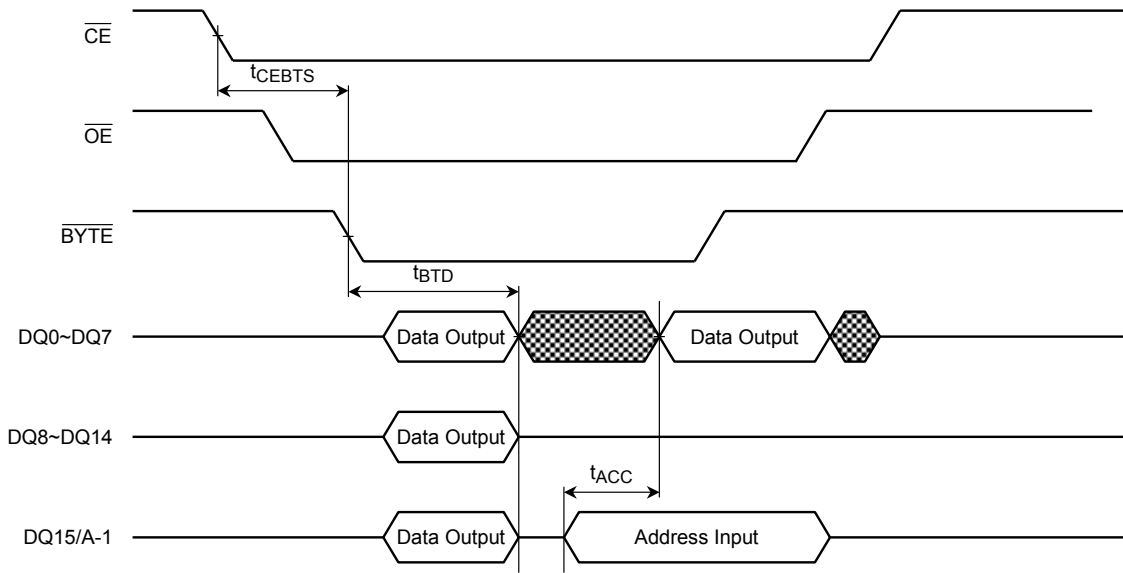 CE
tCEBTS
OE
BYTE
tBTD
DQ0~DQ7 Data Output Data Output
DQ8~DQ14 Data Output
tACC
DQ15/A-1 Data Output Address Input